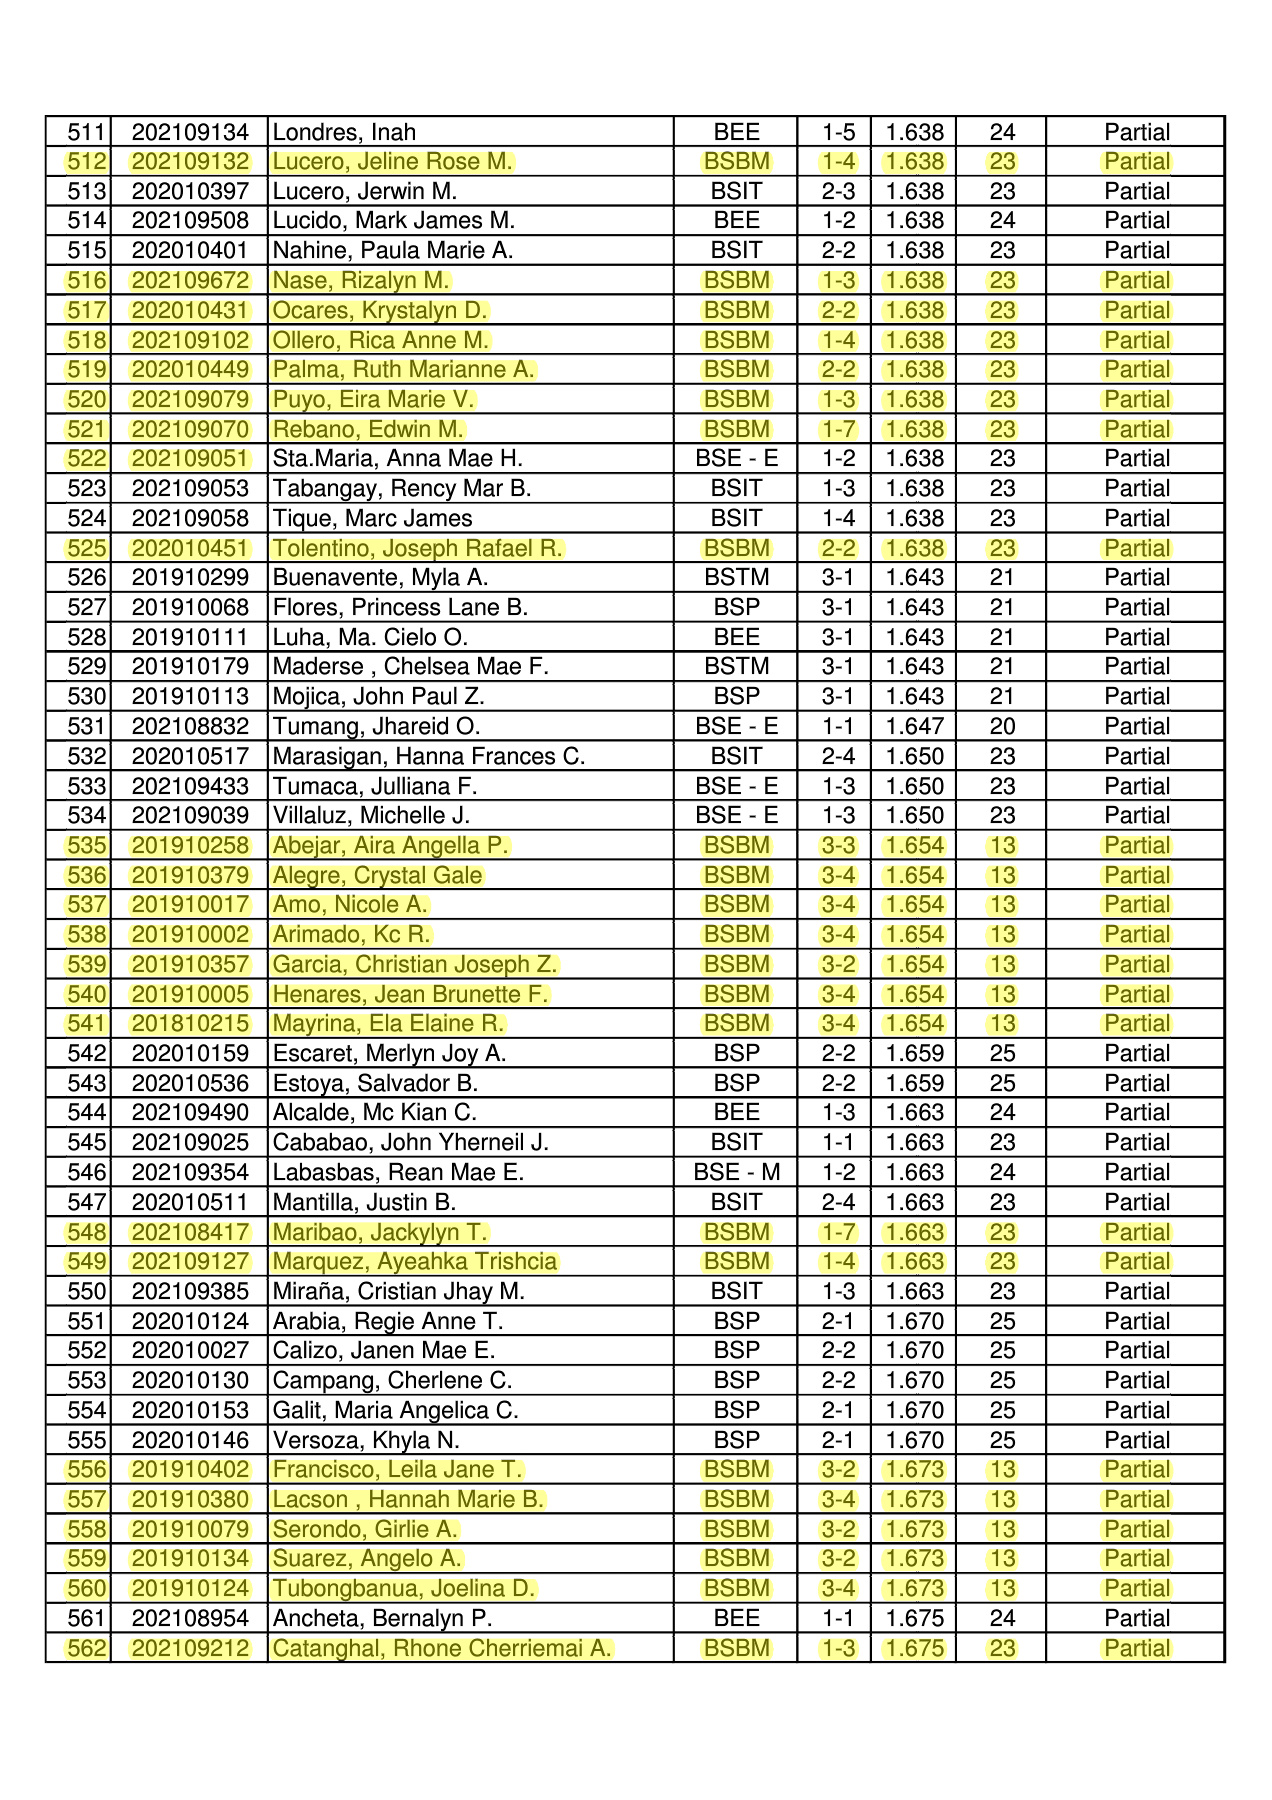 511 202109134 Londres, Inah BEE 1-5 1.638 24 Partial
512 202109132 Lucero, Jeline Rose M. BSBM 1-4 1.638 23 Partial
513 202010397 Lucero, Jerwin M. BSIT 2-3 1.638 23 Partial
514 202109508 Lucido, Mark James M. BEE 1-2 1.638 24 Partial
515 202010401 Nahine, Paula Marie A. BSIT 2-2 1.638 23 Partial
516 202109672 Nase, Rizalyn M. BSBM 1-3 1.638 23 Partial
517 202010431 Ocares, Krystalyn D. BSBM 2-2 1.638 23 Partial
518 202109102 Ollero, Rica Anne M. BSBM 1-4 1.638 23 Partial
519 202010449 Palma, Ruth Marianne A. BSBM 2-2 1.638 23 Partial
520 202109079 Puyo, Eira Marie V. BSBM 1-3 1.638 23 Partial
521 202109070 Rebano, Edwin M. BSBM 1-7 1.638 23 Partial
522 202109051 Sta.Maria, Anna Mae H. BSE - E 1-2 1.638 23 Partial
523 202109053 Tabangay, Rency Mar B. BSIT 1-3 1.638 23 Partial
524 202109058 Tique, Marc James BSIT 1-4 1.638 23 Partial
525 202010451 Tolentino, Joseph Rafael R. BSBM 2-2 1.638 23 Partial
526 201910299 Buenavente, Myla A. BSTM 3-1 1.643 21 Partial
527 201910068 Flores, Princess Lane B. BSP 3-1 1.643 21 Partial
528 201910111 Luha, Ma. Cielo O. BEE 3-1 1.643 21 Partial
529 201910179 Maderse , Chelsea Mae F. BSTM 3-1 1.643 21 Partial
530 201910113 Mojica, John Paul Z. BSP 3-1 1.643 21 Partial
531 202108832 Tumang, Jhareid O. BSE - E 1-1 1.647 20 Partial
532 202010517 Marasigan, Hanna Frances C. BSIT 2-4 1.650 23 Partial
533 202109433 Tumaca, Julliana F. BSE - E 1-3 1.650 23 Partial
534 202109039 Villaluz, Michelle J. BSE - E 1-3 1.650 23 Partial
535 201910258 Abejar, Aira Angella P. BSBM 3-3 1.654 13 Partial
536 201910379 Alegre, Crystal Gale BSBM 3-4 1.654 13 Partial
537 201910017 Amo, Nicole A. BSBM 3-4 1.654 13 Partial
538 201910002 Arimado, Kc R. BSBM 3-4 1.654 13 Partial
539 201910357 Garcia, Christian Joseph Z. BSBM 3-2 1.654 13 Partial
540 201910005 Henares, Jean Brunette F. BSBM 3-4 1.654 13 Partial
541 201810215 Mayrina, Ela Elaine R. BSBM 3-4 1.654 13 Partial
542 202010159 Escaret, Merlyn Joy A. BSP 2-2 1.659 25 Partial
543 202010536 Estoya, Salvador B. BSP 2-2 1.659 25 Partial
544 202109490 Alcalde, Mc Kian C. BEE 1-3 1.663 24 Partial
545 202109025 Cababao, John Yherneil J. BSIT 1-1 1.663 23 Partial
546 202109354 Labasbas, Rean Mae E. BSE - M 1-2 1.663 24 Partial
547 202010511 Mantilla, Justin B. BSIT 2-4 1.663 23 Partial
548 202108417 Maribao, Jackylyn T. BSBM 1-7 1.663 23 Partial
549 202109127 Marquez, Ayeahka Trishcia BSBM 1-4 1.663 23 Partial
550 202109385 Miraña, Cristian Jhay M. BSIT 1-3 1.663 23 Partial
551 202010124 Arabia, Regie Anne T. BSP 2-1 1.670 25 Partial
552 202010027 Calizo, Janen Mae E. BSP 2-2 1.670 25 Partial
553 202010130 Campang, Cherlene C. BSP 2-2 1.670 25 Partial
554 202010153 Galit, Maria Angelica C. BSP 2-1 1.670 25 Partial
555 202010146 Versoza, Khyla N. BSP 2-1 1.670 25 Partial
556 201910402 Francisco, Leila Jane T. BSBM 3-2 1.673 13 Partial
557 201910380 Lacson , Hannah Marie B. BSBM 3-4 1.673 13 Partial
558 201910079 Serondo, Girlie A. BSBM 3-2 1.673 13 Partial
559 201910134 Suarez, Angelo A. BSBM 3-2 1.673 13 Partial
560 201910124 Tubongbanua, Joelina D. BSBM 3-4 1.673 13 Partial
561 202108954 Ancheta, Bernalyn P. BEE 1-1 1.675 24 Partial
562 202109212 Catanghal, Rhone Cherriemai A. BSBM 1-3 1.675 23 Partial